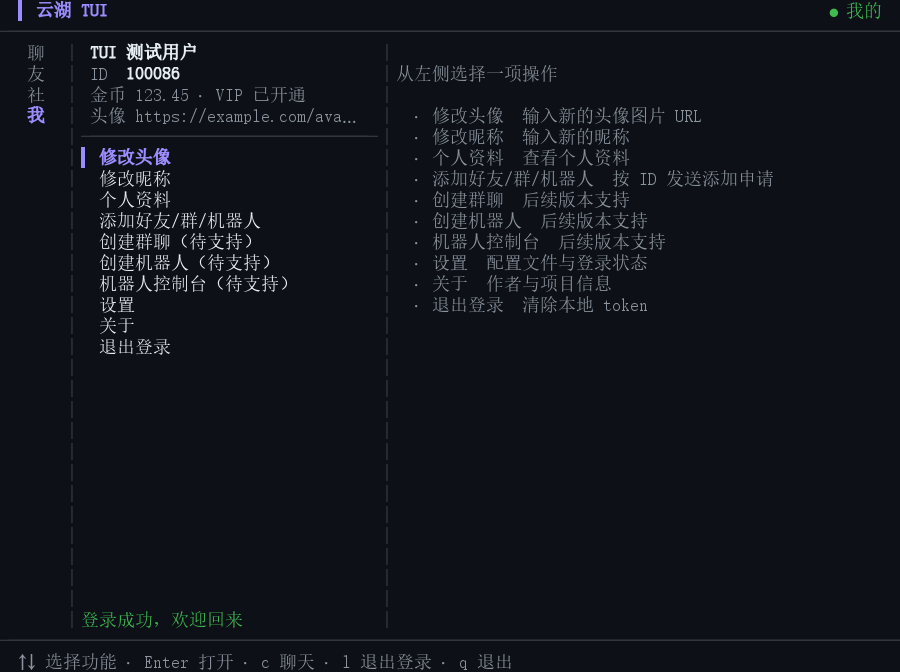 云湖 TUI
● 我的
聊
友
社
我
TUI 测试用户
ID 100086
金币 123.45 · VIP 已开通
头像 https://example.com/ava…
修改头像
修改昵称
个人资料
添加好友/群/机器人
创建群聊（待支持）
创建机器人（待支持）
机器人控制台（待支持）
设置
关于
退出登录
登录成功，欢迎回来
从左侧选择一项操作
· 修改头像 输入新的头像图片 URL
· 修改昵称 输入新的昵称
· 个人资料 查看个人资料
· 添加好友/群/机器人 按 ID 发送添加申请
· 创建群聊 后续版本支持
· 创建机器人 后续版本支持
· 机器人控制台 后续版本支持
· 设置 配置文件与登录状态
· 关于 作者与项目信息
· 退出登录 清除本地 token
↑↓ 选择功能 · Enter 打开 · c 聊天 · l 退出登录 · q 退出